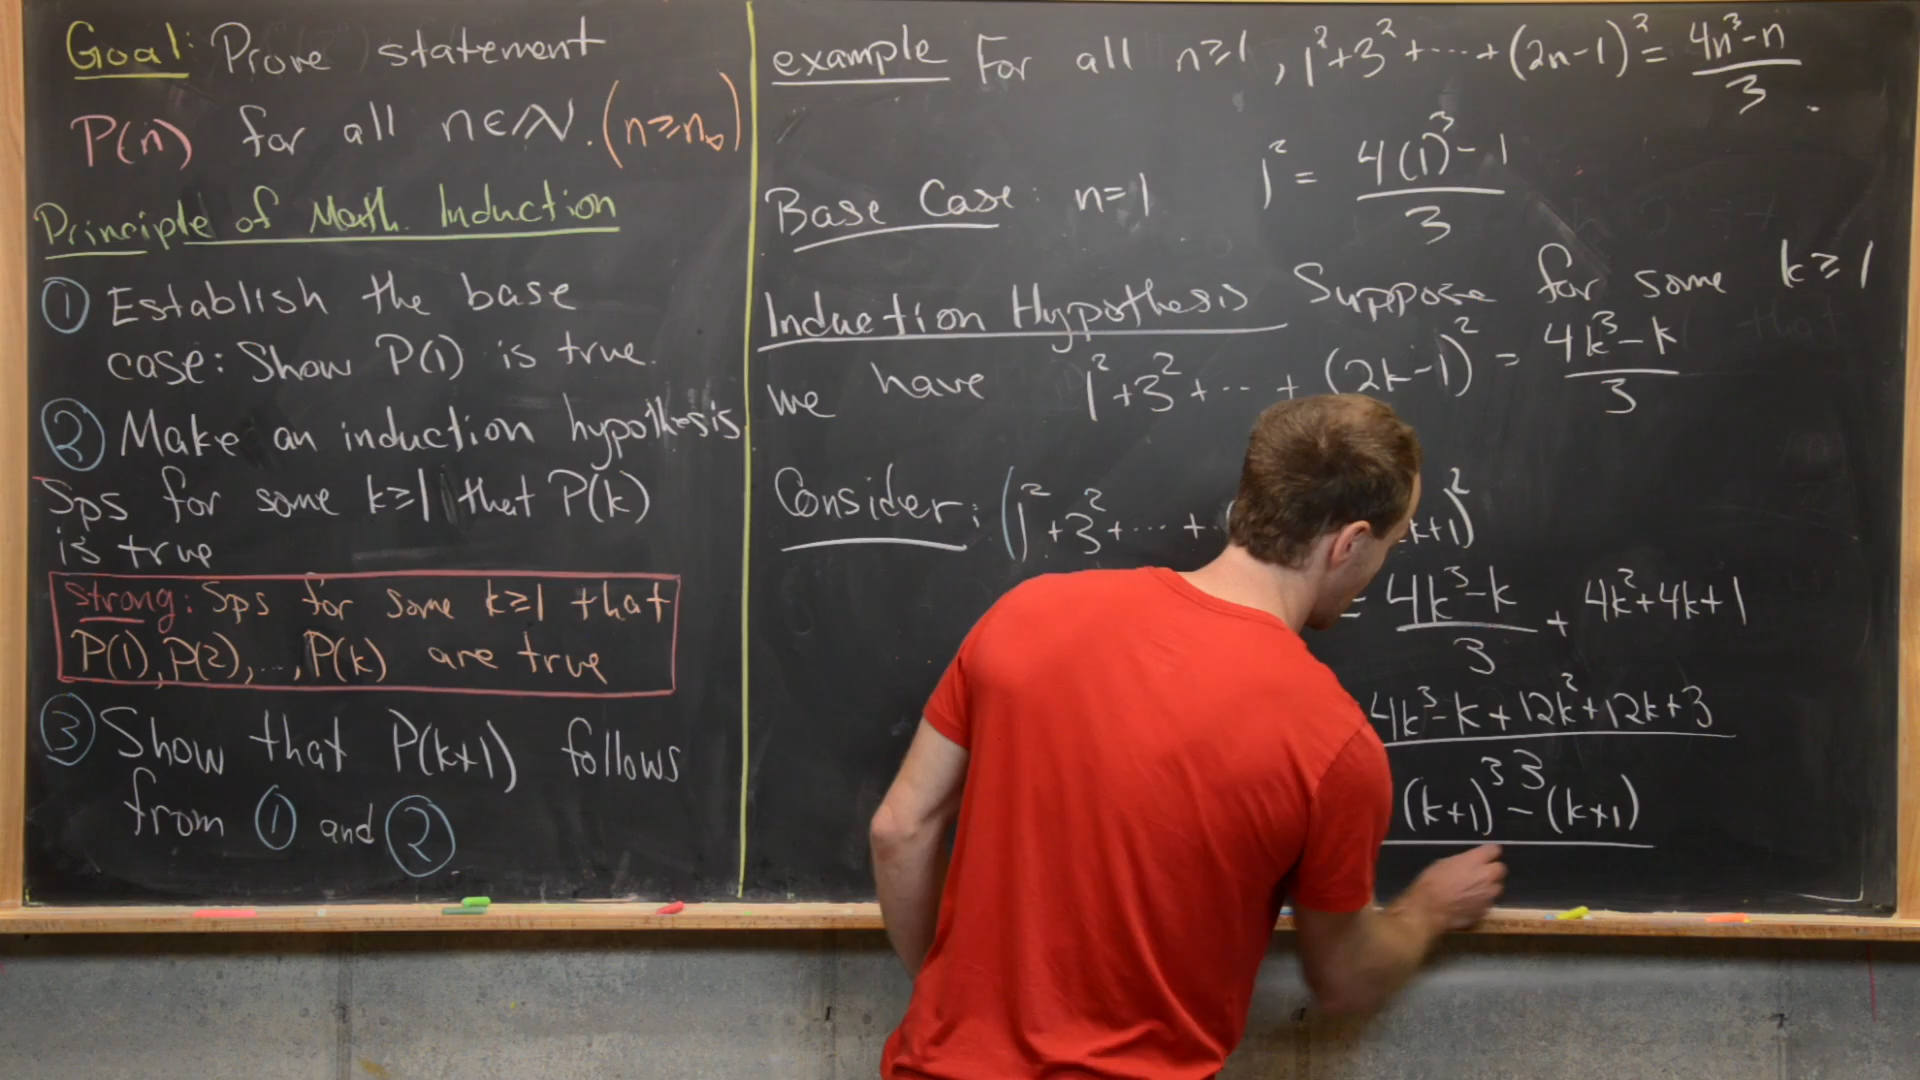 Goal: Prove statement
P(n) for all n∈ℕ. (n≥n₀)
Principle of Math. Induction
① Establish the base
case: Show P(1) is true.
② Make an induction hypothesis
Sps for some k≥1 that P(k)
is true
Strong: Sps for some k≥1 that
P(1), P(2), ..., P(k) are true
③ Show that P(k+1) follows
from ① and ②.
example For all n≥1, 1²+3²+⋯+(2n-1)² = (4n³-n)/3.
Base Case: n=1 1² = (4(1)³-1)/3
Induction Hypothesis Suppose for some k≥1
we have 1²+3²+⋯+(2k-1)² = (4k³-k)/3
Consider: (1²+3²+⋯+ k+1)²
= (4k³-k)/3 + 4k²+4k+1
(4k³-k+12k²+12k+3)/3
(k+1)³-(k+1)